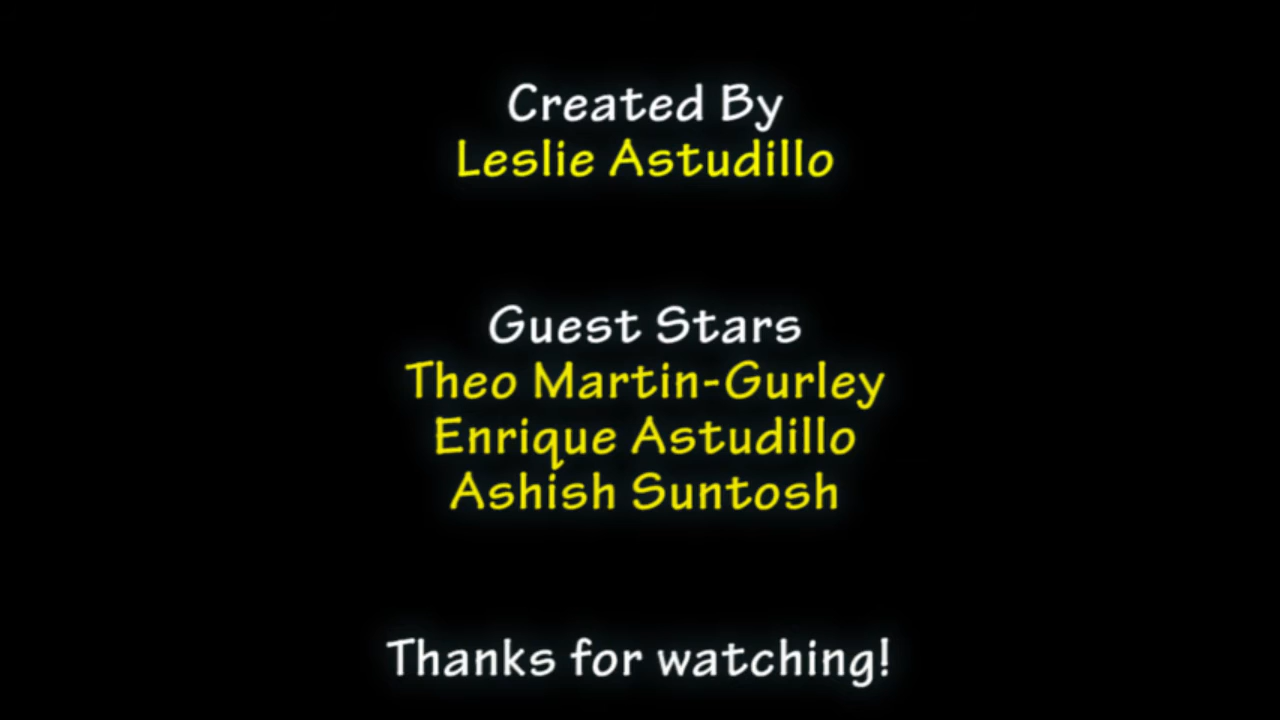 Created By
Leslie Astudillo
Guest Stars
Theo Martin-Gurley
Enrique Astudillo
Ashish Suntosh
Thanks for watching!